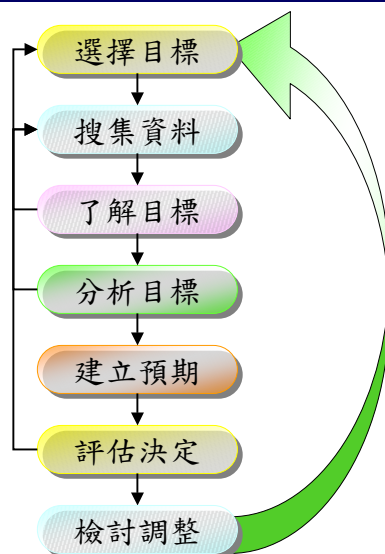 選擇目標
搜集資料
了解目標
分析目標
建立預期
評估決定
檢討調整